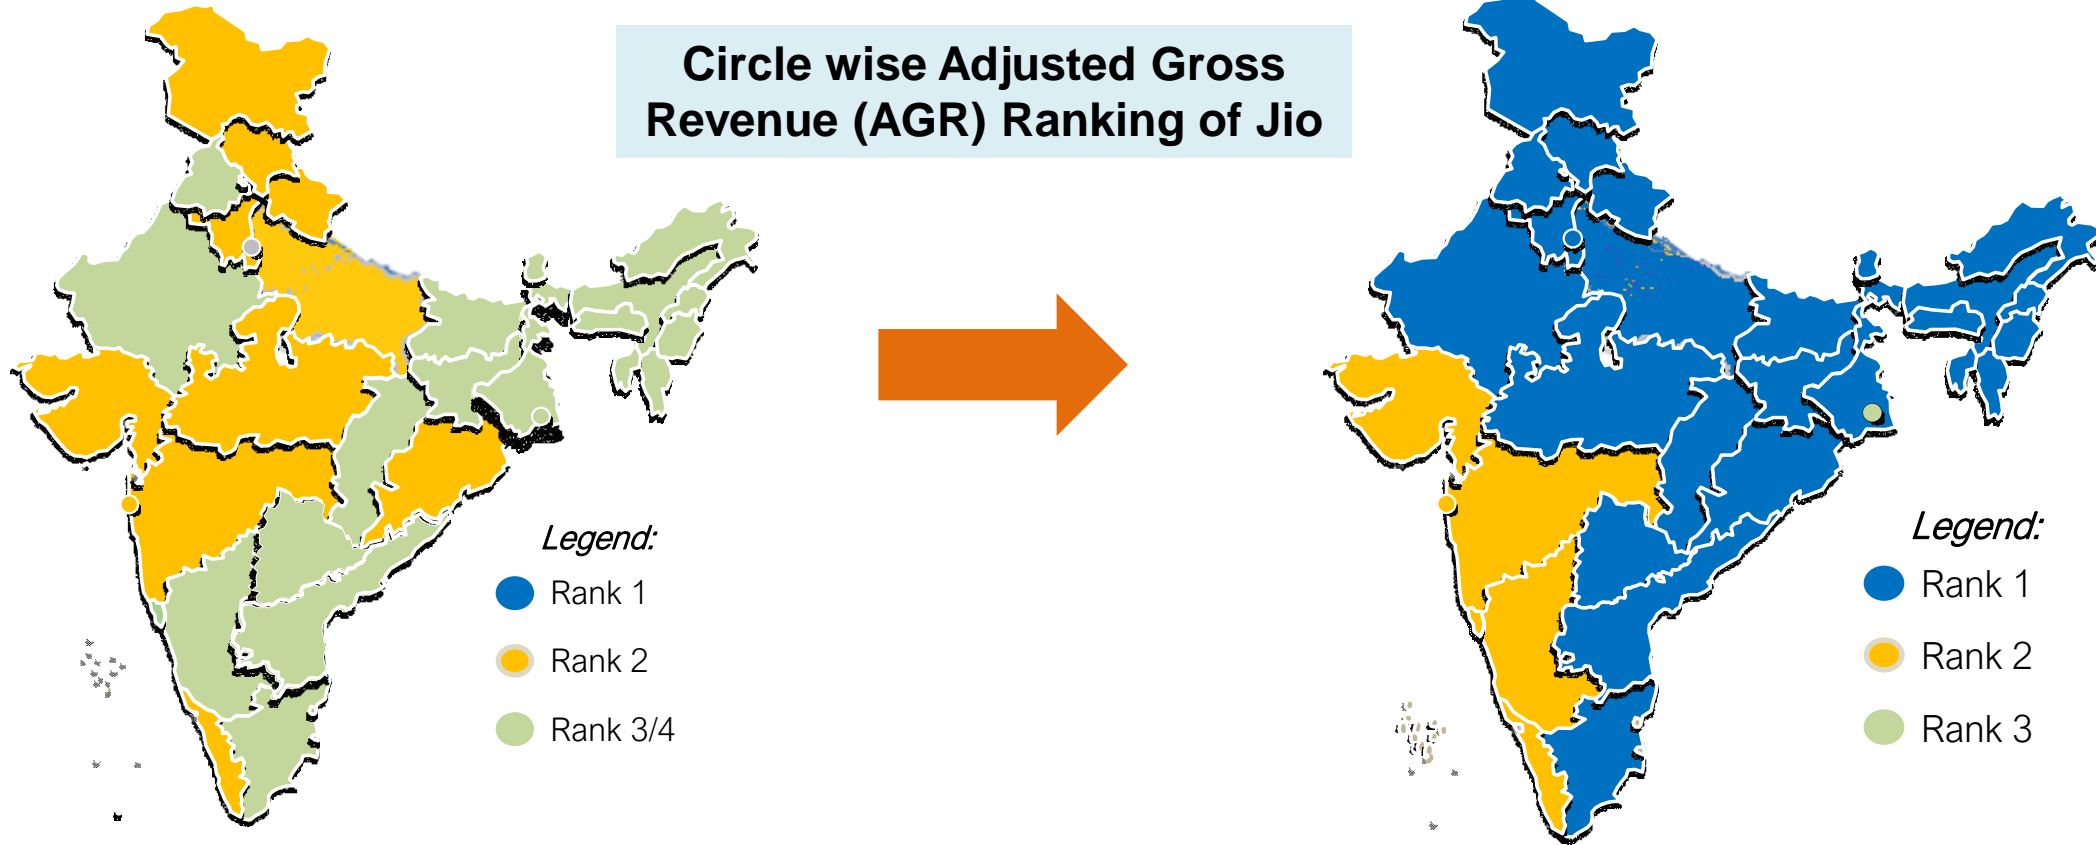 Circle wise Adjusted Gross
Revenue (AGR) Ranking of Jio
Legend:
Rank 1
Rank 2
Rank 3/4
Legend:
Rank 1
Rank 2
Rank 3